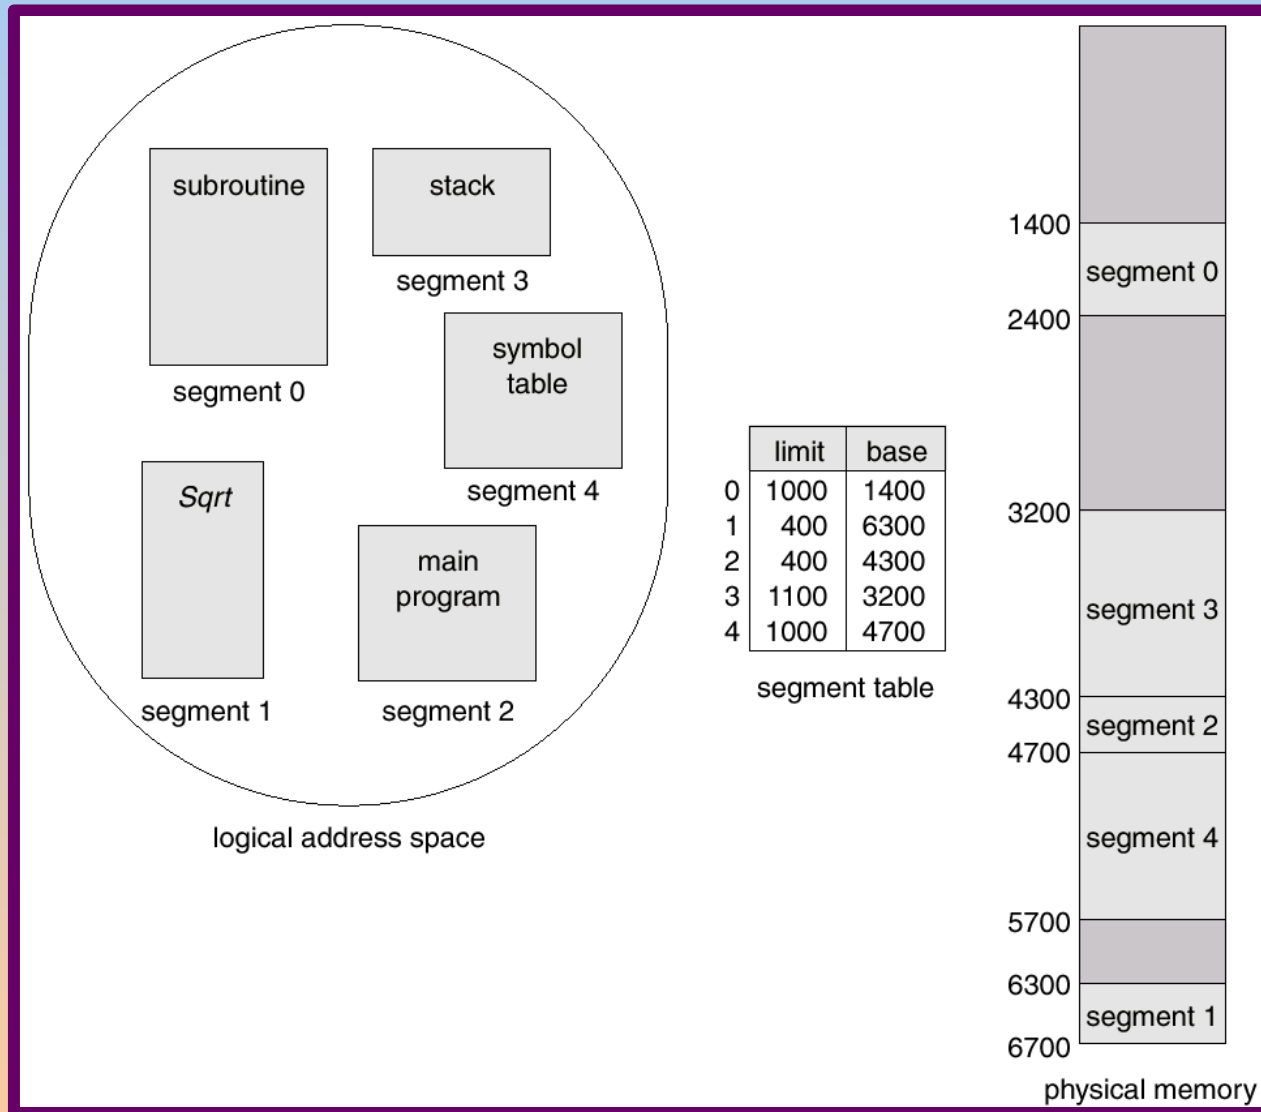 subroutine
segment 0
stack
segment 3
symbol
table
segment 4
Sqrt
segment 1
main
program
segment 2
logical address space
limit base
0 1000 1400
1 400 6300
2 400 4300
3 1100 3200
4 1000 4700
segment table
1400
segment 0
2400
3200
segment 3
4300
segment 2
4700
segment 4
5700
6300
segment 1
6700
physical memory